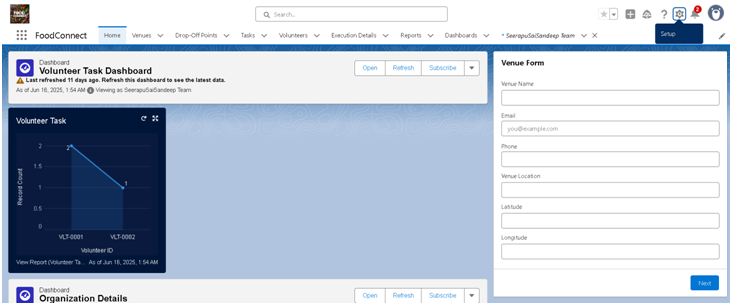 FOOD CONNECT
Search...
2
Setup
FoodConnect
Home Venues Drop-Off Points Tasks Volunteers Execution Details Reports Dashboards * SeerapuSaiSandeep Team
Dashboard
Volunteer Task Dashboard
Last refreshed 11 days ago. Refresh this dashboard to see the latest data.
As of Jun 18, 2025, 1:54 AM Viewing as SeerapuSaiSandeep Team
Open Refresh Subscribe
Volunteer Task
Record Count
2
1.5
1
0.5
0
2
1
VLT-0001 VLT-0002
Volunteer ID
View Report (Volunteer Ta... As of Jun 18, 2025, 1:54 AM
Dashboard
Organization Details
Open Refresh Subscribe
Venue Form
Venue Name
Email
you@example.com
Phone
Venue Location
Latitude
Longitude
Next